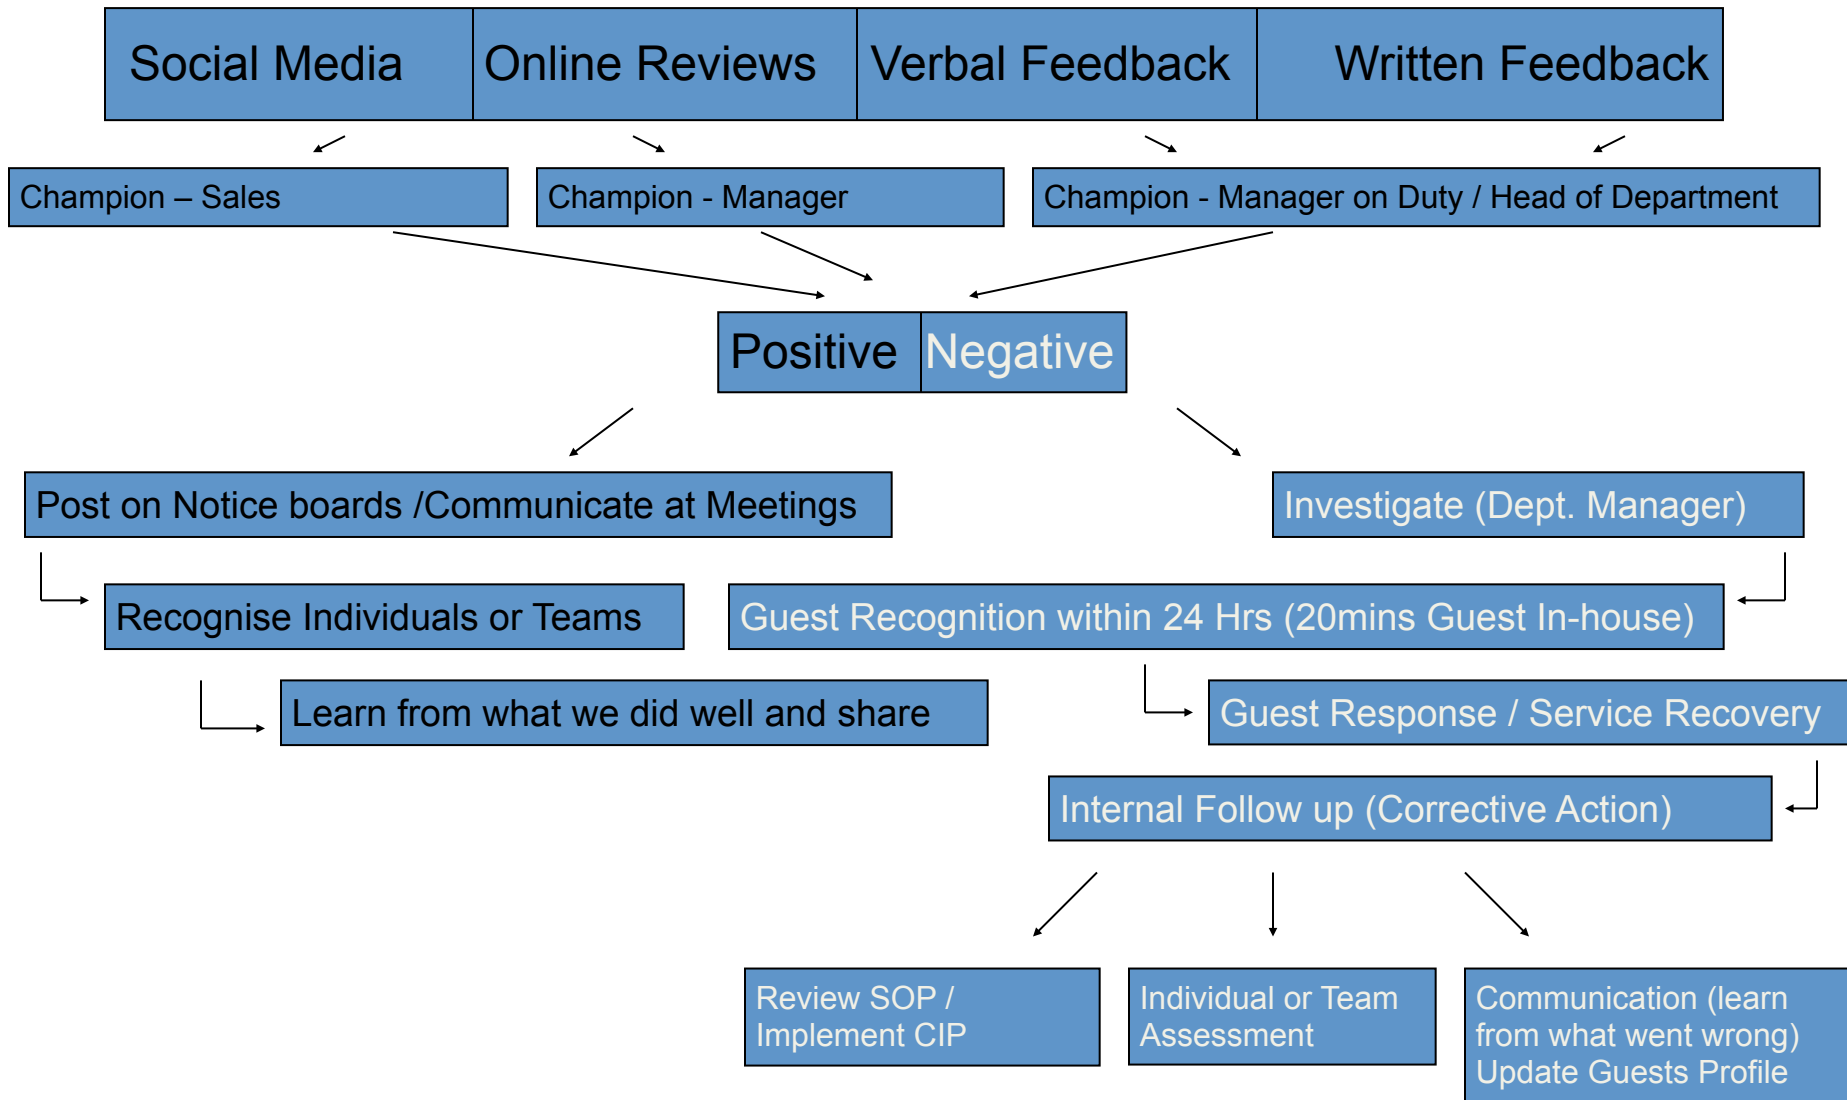 Social Media
Online Reviews
Verbal Feedback
Written Feedback
Champion – Sales
Champion - Manager
Champion - Manager on Duty / Head of Department
Positive
Negative
Post on Notice boards /Communicate at Meetings
Investigate (Dept. Manager)
Recognise Individuals or Teams
Guest Recognition within 24 Hrs (20mins Guest In-house)
Learn from what we did well and share
Guest Response / Service Recovery
Internal Follow up (Corrective Action)
Review SOP /
Implement CIP
Individual or Team
Assessment
Communication (learn
from what went wrong)
Update Guests Profile